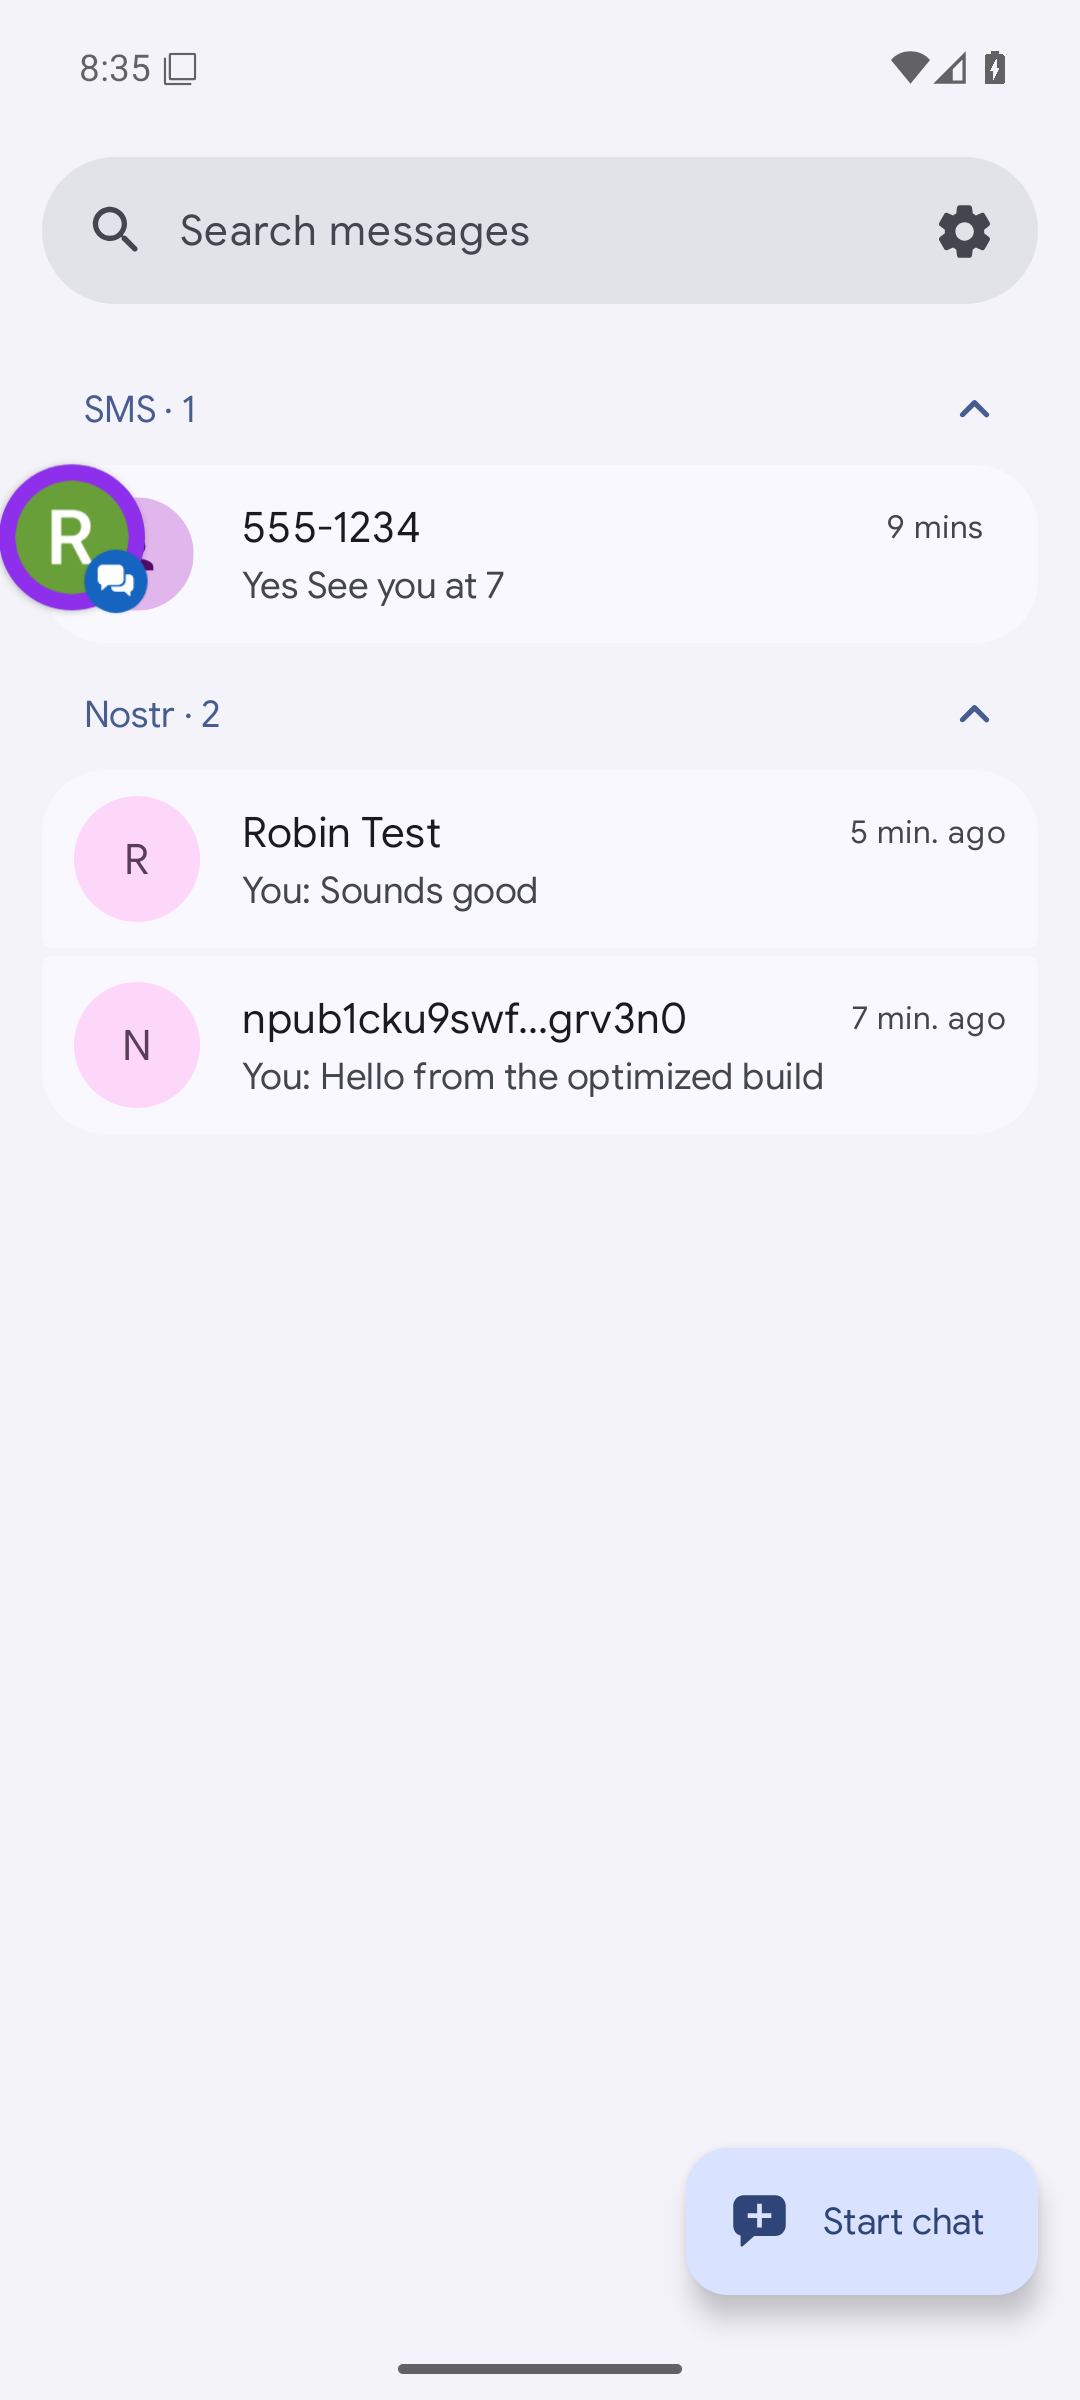 8:35
Search messages
SMS · 1
R
555-1234
9 mins
Yes See you at 7
Nostr · 2
R
Robin Test
5 min. ago
You: Sounds good
N
npub1cku9swf...grv3n0
7 min. ago
You: Hello from the optimized build
Start chat